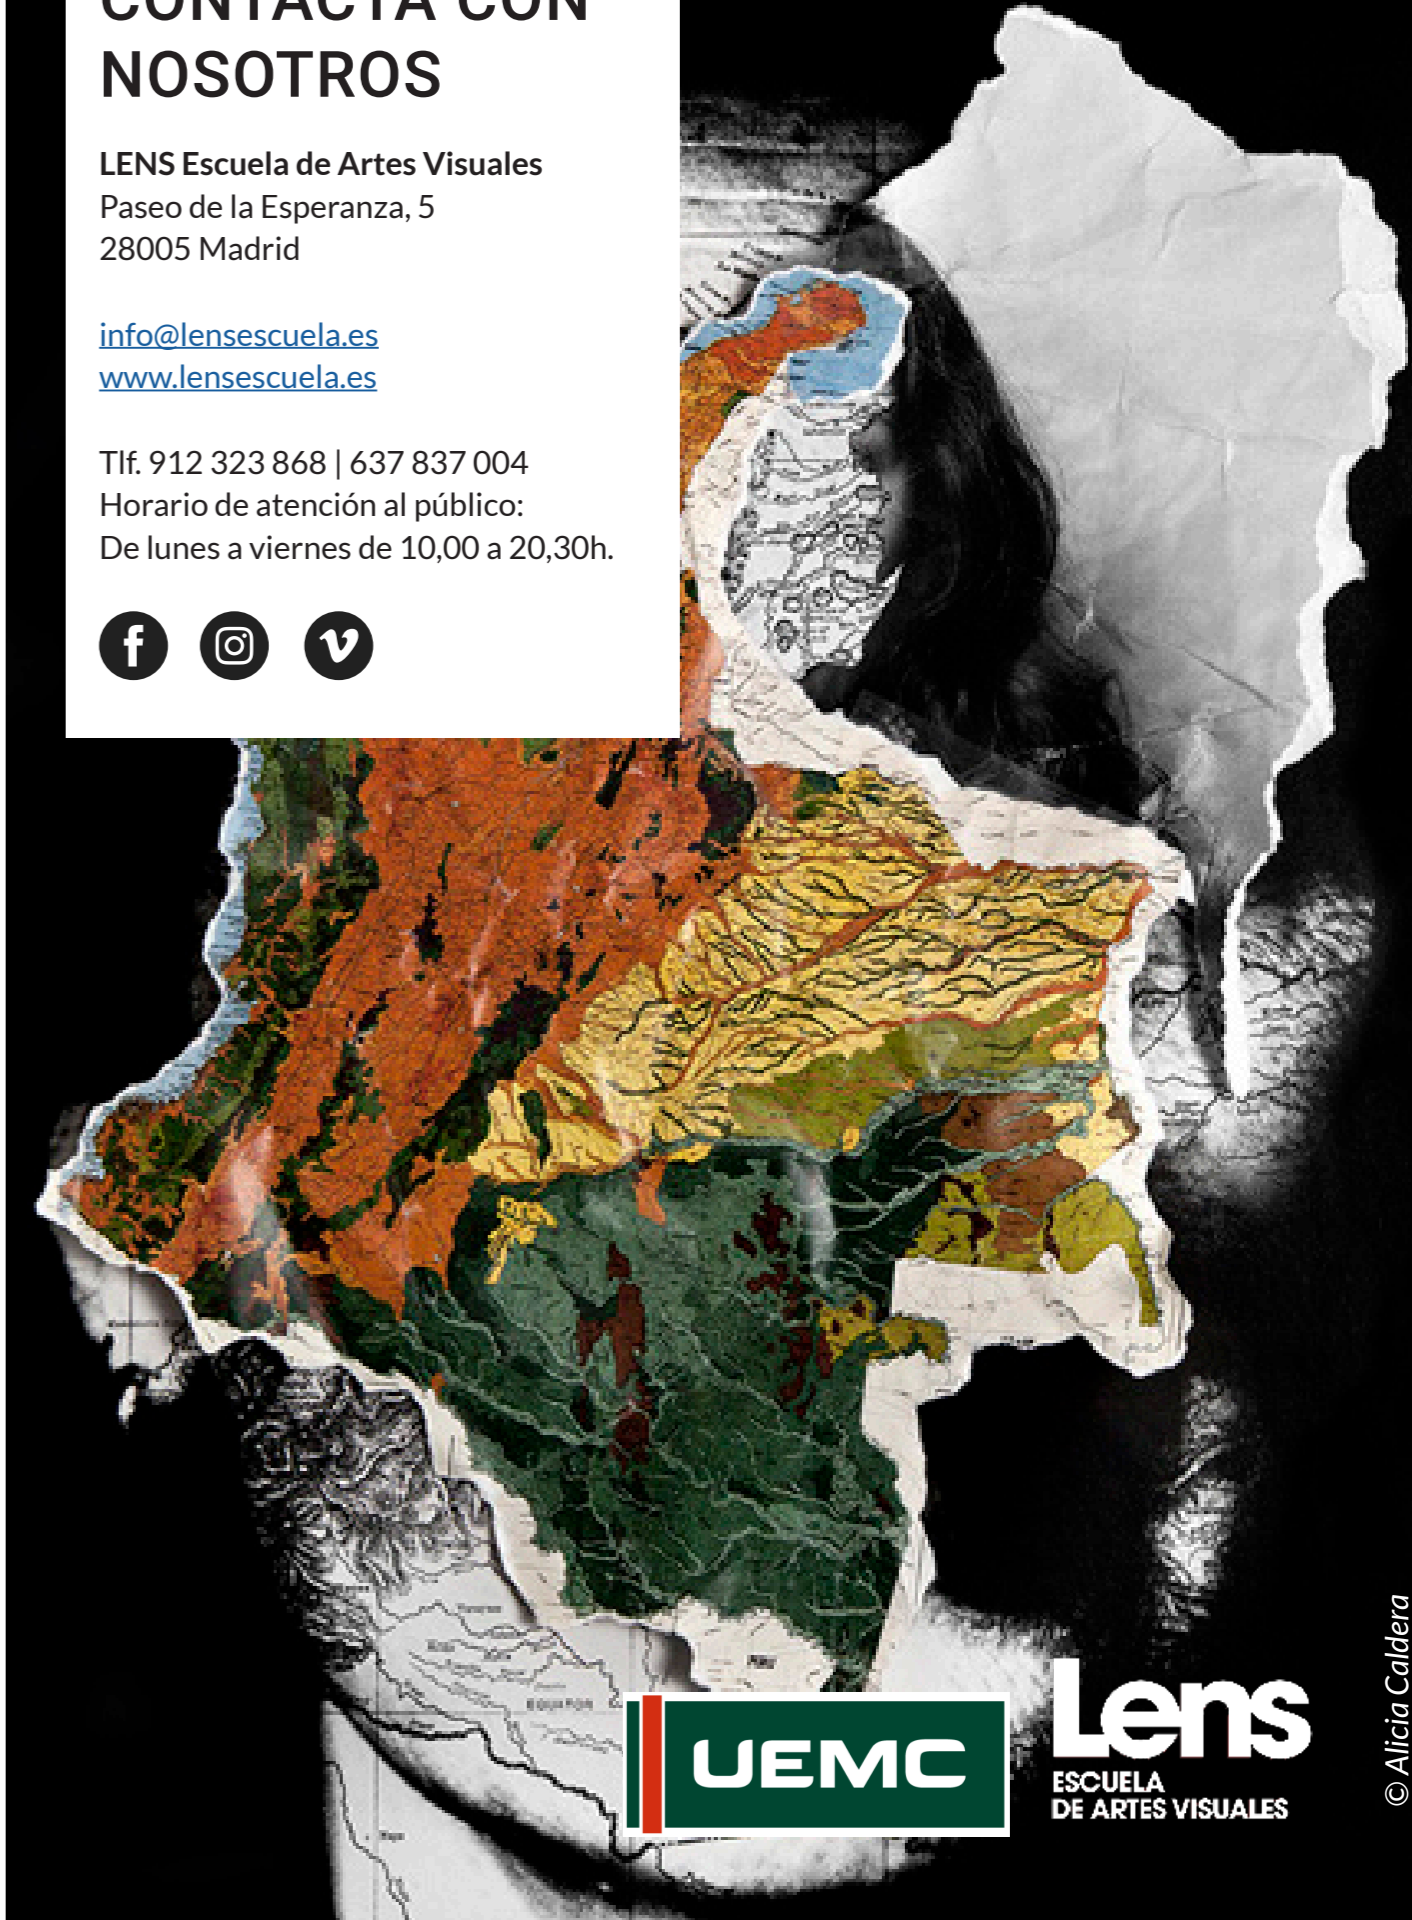 CONTACTA CON
NOSOTROS
LENS Escuela de Artes Visuales
Paseo de la Esperanza, 5
28005 Madrid
info@lensescuela.es
www.lensescuela.es
Tlf. 912 323 868 | 637 837 004
Horario de atención al público:
De lunes a viernes de 10,00 a 20,30h.
EQUATOR
UEMC
Lens
ESCUELA
DE ARTES VISUALES
© Alicia Caldera